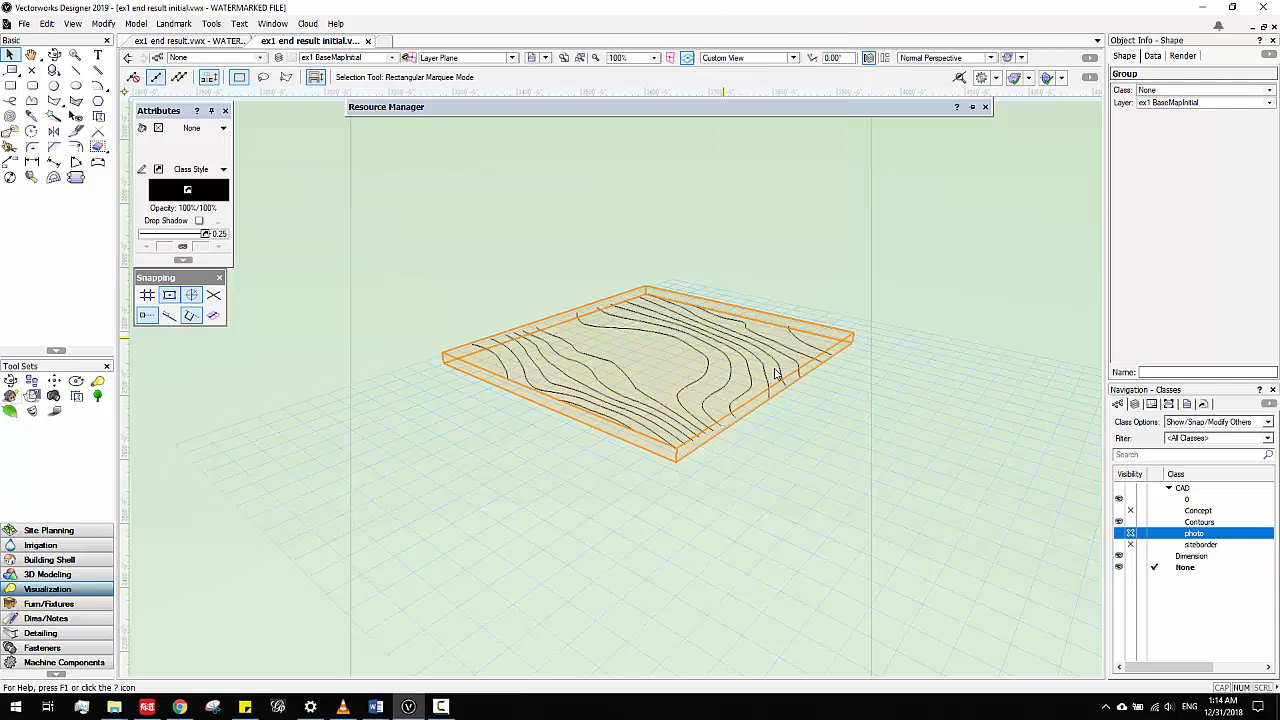 Vectorworks Designer 2019 - [ex1 end result initial.vwx - WATERMARKED FILE]
File Edit View Modify Model Landmark Tools Text Window Cloud Help
Basic ? ×
ex1 end result.vwx - WATER...
ex1 end result initial.v...
None
ex1 BaseMapInitial
Layer Plane
100%
Custom View
0.00°
Normal Perspective
Selection Tool: Rectangular Marquee Mode
Attributes ? ×
None
Class Style
Opacity: 100%/100%
Drop Shadow
0.25
Snapping ×
Resource Manager ? ×
Tool Sets ×
Site Planning
Irrigation
Building Shell
3D Modeling
Visualization
Furn/Fixtures
Dims/Notes
Detailing
Fasteners
Machine Components
Object Info - Shape ? ×
Shape Data Render
Group
Class: None
Layer: ex1 BaseMapInitial
Name:
Navigation - Classes ? ×
Class Options: Show/Snap/Modify Others
Filter: <All Classes>
Search
Visibility Class
CAD
0
Concept
Contours
photo
siteborder
Dimension
None
For Help, press F1 or click the ? icon
CAP NUM SCRL
ENG
1:14 AM
12/31/2018